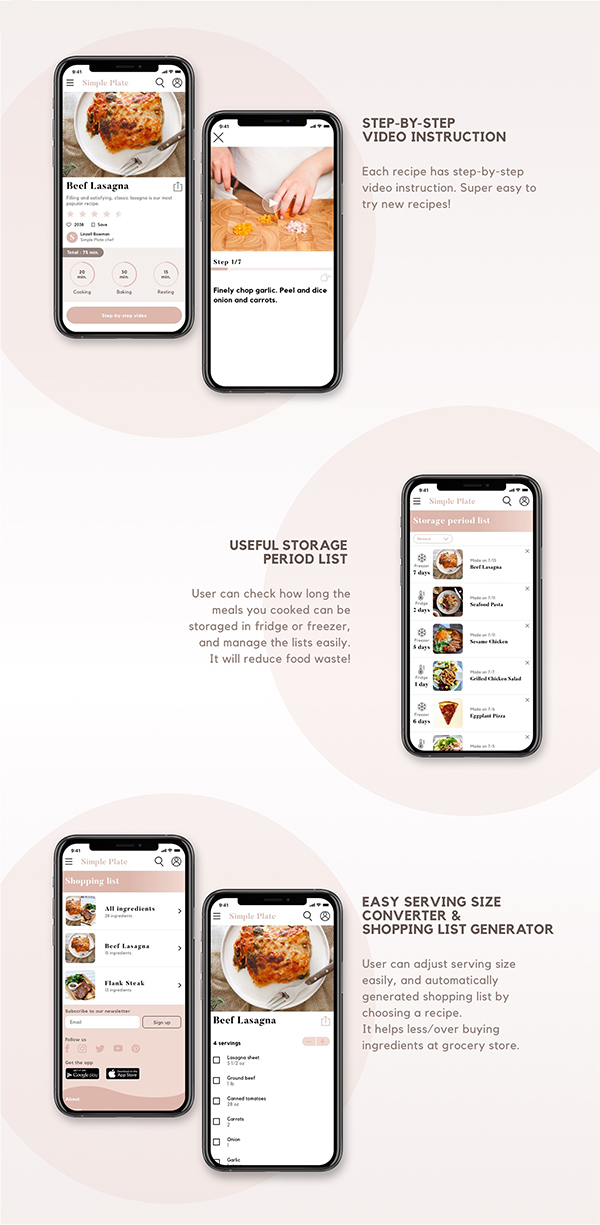 9:41
Simple Plate
Beef Lasagna
Filling and satisfying, classic lasagna is our most
popular recipe.
2038 Save
Linzell Bowman
Simple Plate chef
Total : 75 min.
20
min.
30
min.
15
min.
Cooking Baking Resting
Step-by-step video
9:41
Step 1/7
Finely chop garlic. Peel and dice
onion and carrots.
STEP-BY-STEP
VIDEO INSTRUCTION
Each recipe has step-by-step
video instruction. Super easy to
try new recipes!
USEFUL STORAGE
PERIOD LIST
User can check how long the
meals you cooked can be
storaged in fridge or freezer,
and manage the lists easily.
It will reduce food waste!
9:41
Simple Plate
Storage period list
Newest
Freezer
7 days
Made on 7/13
Beef Lasagna
Fridge
2 days
Made on 7/11
Seafood Pasta
Freezer
8 days
Made on 7/11
Sesame Chicken
Fridge
1 day
Made on 7/7
Grilled Chicken Salad
Freezer
6 days
Made on 7/6
Eggplant Pizza
Made on 7/5
9:41
Simple Plate
Shopping list
All ingredients
28 ingredients
Beef Lasagna
15 ingredients
Flank Steak
13 ingredients
Subscribe to our newsletter
Email
Sign up
Follow us
Get the app
GET IT ON
Google play
Download on the
App Store
About
9:41
Simple Plate
Beef Lasagna
4 servings
Lasagna sheet
5 1/2 oz
Ground beef
1 lb
Canned tomatoes
28 oz
Carrots
2
Onion
1
Garlic
EASY SERVING SIZE
CONVERTER &
SHOPPING LIST GENERATOR
User can adjust serving size
easily, and automatically
generated shopping list by
choosing a recipe.
It helps less/over buying
ingredients at grocery store.